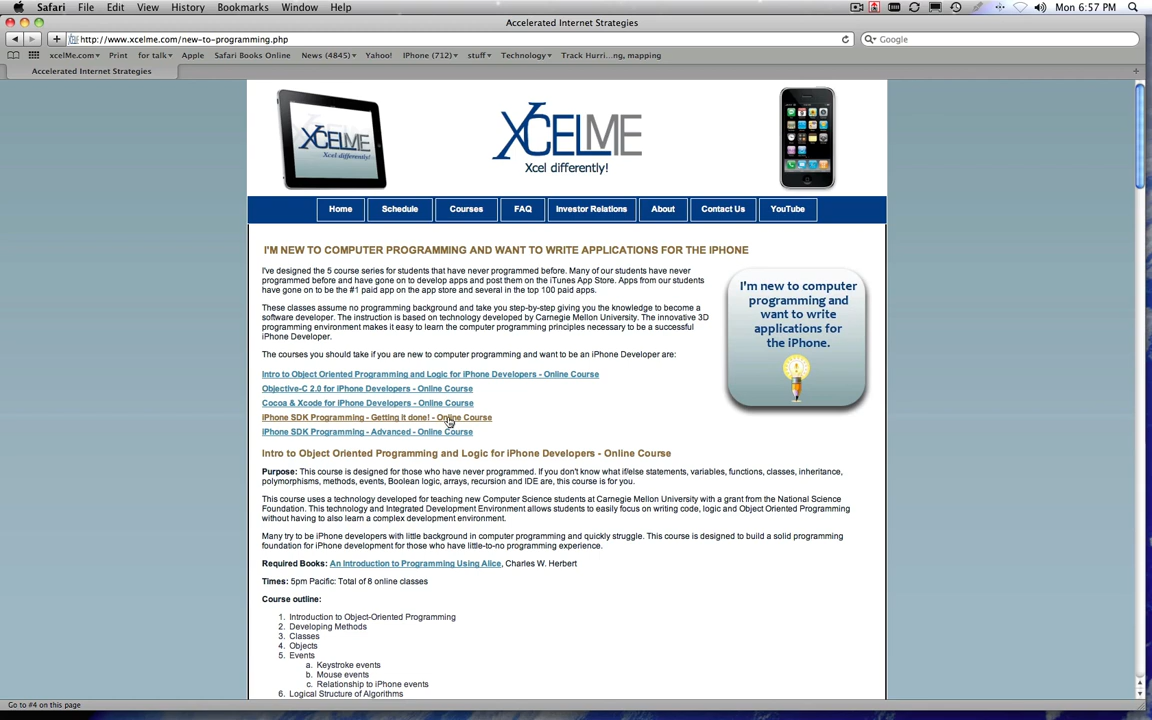 Safari File Edit View History Bookmarks Window Help Mon 6:57 PM
Accelerated Internet Strategies
http://www.xcelme.com/new-to-programming.php Google
xcelMe.com Print for talk Apple Safari Books Online News (4845) Yahoo! iPhone (712) stuff Technology Track Hurri...ng, mapping
Accelerated Internet Strategies
XCELME
Xcel differently!
XCELME
Xcel differently!
Home Schedule Courses FAQ Investor Relations About Contact Us YouTube
I'M NEW TO COMPUTER PROGRAMMING AND WANT TO WRITE APPLICATIONS FOR THE IPHONE
I've designed the 5 course series for students that have never programmed before. Many of our students have never
programmed before and have gone on to develop apps and post them on the iTunes App Store. Apps from our students
have gone on to be the #1 paid app on the app store and several in the top 100 paid apps.
These classes assume no programming background and take you step-by-step giving you the knowledge to become a
software developer. The instruction is based on technology developed by Carnegie Mellon University. The innovative 3D
programming environment makes it easy to learn the computer programming principles necessary to be a successful
iPhone Developer.
The courses you should take if you are new to computer programming and want to be an iPhone Developer are:
Intro to Object Oriented Programming and Logic for iPhone Developers - Online Course
Objective-C 2.0 for iPhone Developers - Online Course
Cocoa & Xcode for iPhone Developers - Online Course
iPhone SDK Programming - Getting it done! - Online Course
iPhone SDK Programming - Advanced - Online Course
I'm new to computer
programming and
want to write
applications for
the iPhone.
Intro to Object Oriented Programming and Logic for iPhone Developers - Online Course
Purpose: This course is designed for those who have never programmed. If you don't know what if/else statements, variables, functions, classes, inheritance,
polymorphisms, methods, events, Boolean logic, arrays, recursion and IDE are, this course is for you.
This course uses a technology developed for teaching new Computer Science students at Carnegie Mellon University with a grant from the National Science
Foundation. This technology and Integrated Development Environment allows students to easily focus on writing code, logic and Object Oriented Programming
without having to also learn a complex development environment.
Many try to be iPhone developers with little background in computer programming and quickly struggle. This course is designed to build a solid programming
foundation for iPhone development for those who have little-to-no programming experience.
Required Books: An Introduction to Programming Using Alice, Charles W. Herbert
Times: 5pm Pacific: Total of 8 online classes
Course outline:
1. Introduction to Object-Oriented Programming
2. Developing Methods
3. Classes
4. Objects
5. Events
a. Keystroke events
b. Mouse events
c. Relationship to iPhone events
6. Logical Structure of Algorithms
Go to #4 on this page